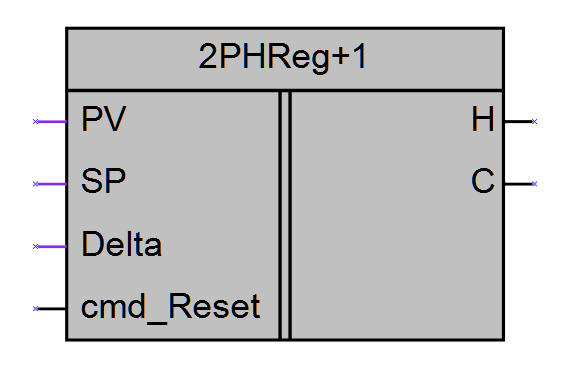 2PHReg+1
PV H
SP C
Delta
cmd_Reset